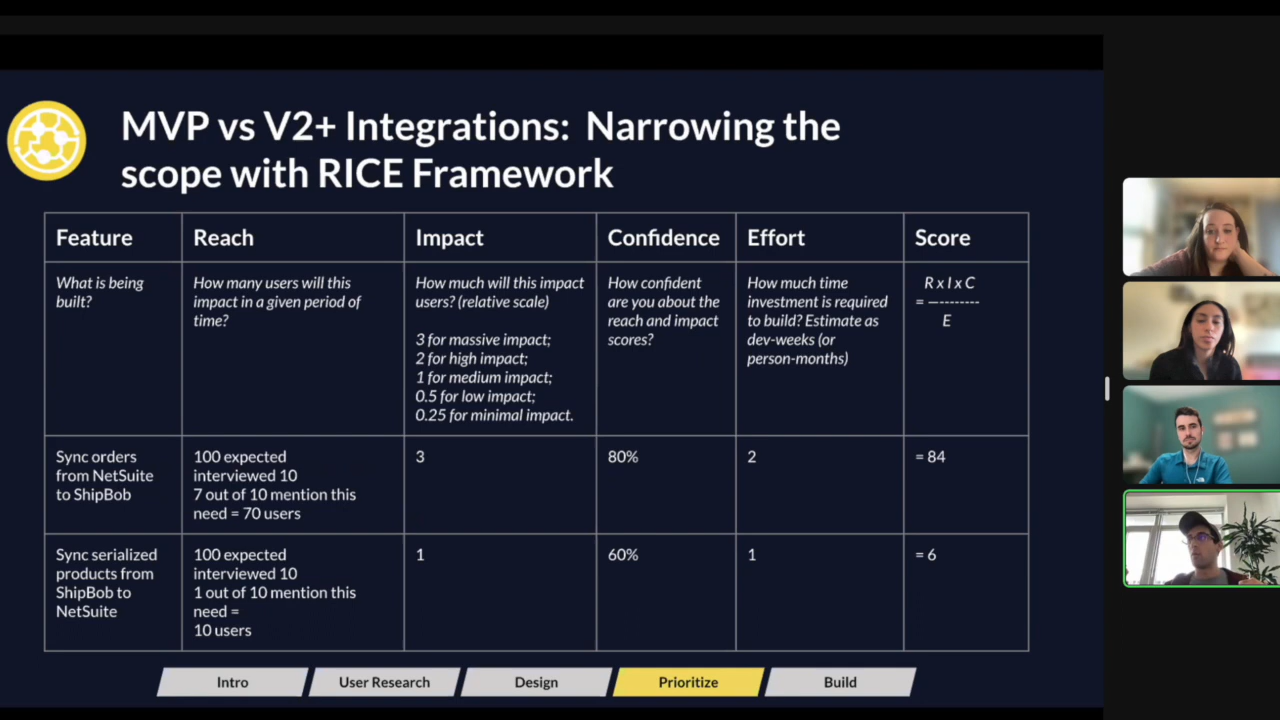 MVP vs V2+ Integrations: Narrowing the
scope with RICE Framework
Feature
Reach
Impact
Confidence
Effort
Score
What is being
built?
How many users will this
impact in a given period of
time?
How much will this impact
users? (relative scale)
3 for massive impact;
2 for high impact;
1 for medium impact;
0.5 for low impact;
0.25 for minimal impact.
How confident
are you about the
reach and impact
scores?
How much time
investment is required
to build? Estimate as
dev-weeks (or
person-months)
R x I x C
= ---------
E
Sync orders
from NetSuite
to ShipBob
100 expected
interviewed 10
7 out of 10 mention this
need = 70 users
3
80%
2
= 84
Sync serialized
products from
ShipBob to
NetSuite
100 expected
interviewed 10
1 out of 10 mention this
need =
10 users
1
60%
1
= 6
Intro
User Research
Design
Prioritize
Build